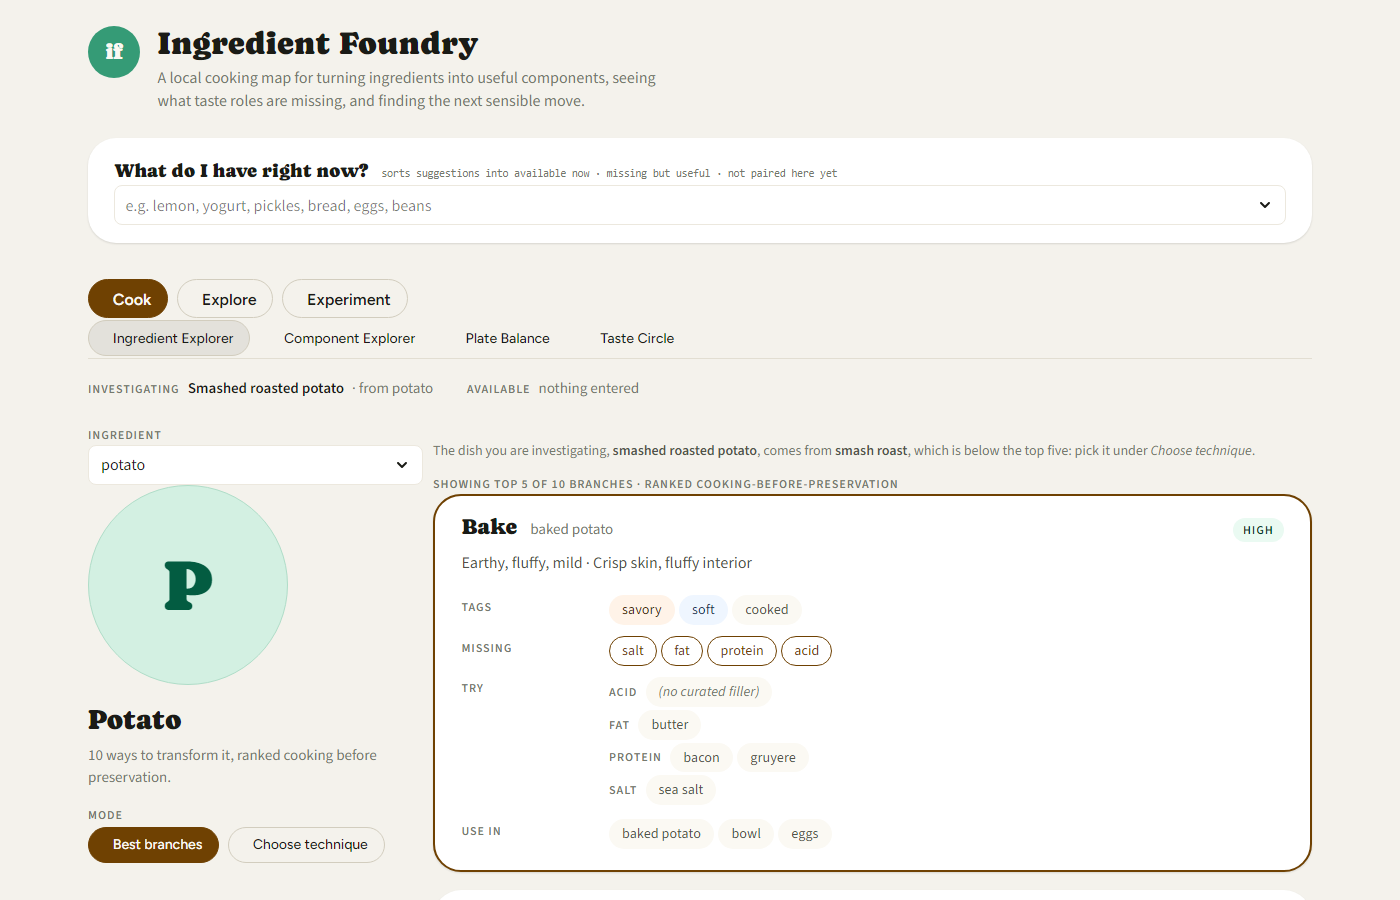 if
Ingredient Foundry
A local cooking map for turning ingredients into useful components, seeing
what taste roles are missing, and finding the next sensible move.
What do I have right now? sorts suggestions into available now · missing but useful · not paired here yet
e.g. lemon, yogurt, pickles, bread, eggs, beans
Cook Explore Experiment
Ingredient Explorer Component Explorer Plate Balance Taste Circle
INVESTIGATING Smashed roasted potato · from potato AVAILABLE nothing entered
INGREDIENT
potato
P
Potato
10 ways to transform it, ranked cooking before
preservation.
MODE
Best branches Choose technique
The dish you are investigating, smashed roasted potato, comes from smash roast, which is below the top five: pick it under Choose technique.
SHOWING TOP 5 OF 10 BRANCHES · RANKED COOKING-BEFORE-PRESERVATION
Bake baked potato HIGH
Earthy, fluffy, mild · Crisp skin, fluffy interior
TAGS savory soft cooked
MISSING salt fat protein acid
TRY ACID (no curated filler)
FAT butter
PROTEIN bacon gruyere
SALT sea salt
USE IN baked potato bowl eggs